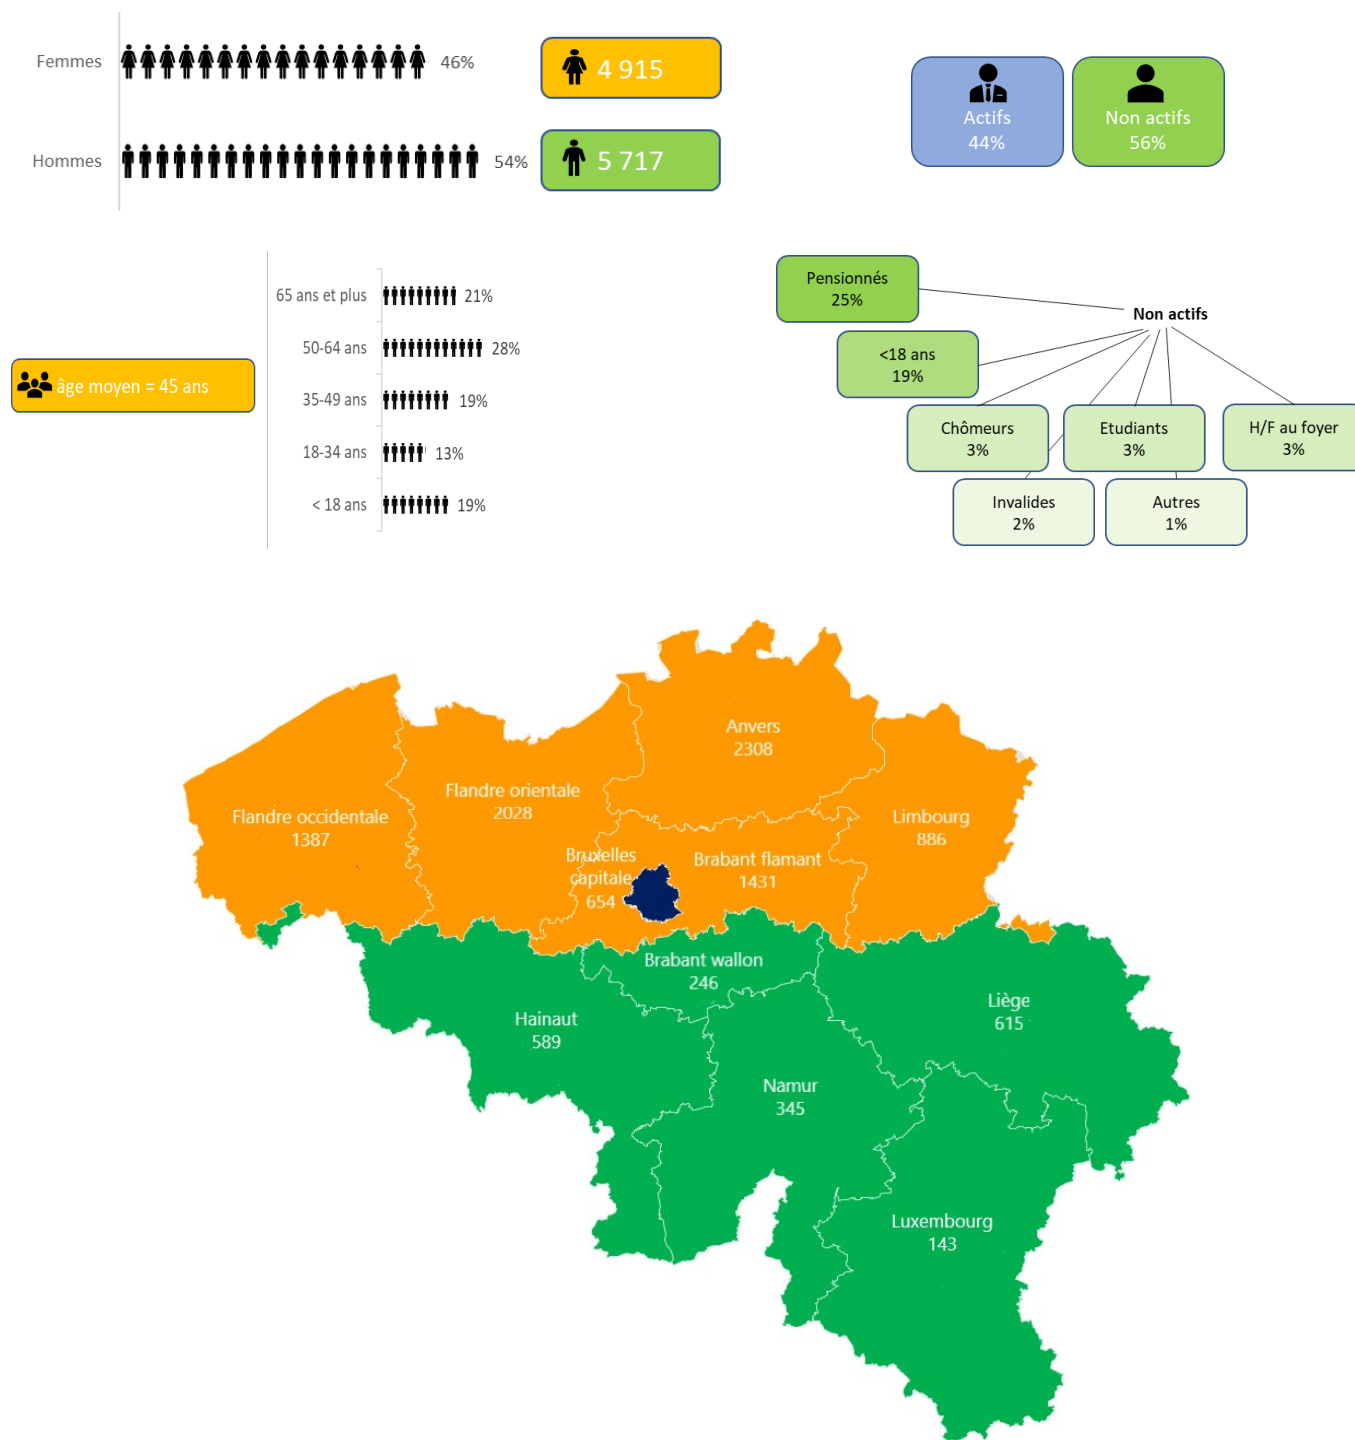 Femmes
46%
4 915
Hommes
54%
5 717
Actifs
44%
Non actifs
56%
âge moyen = 45 ans
65 ans et plus
21%
50-64 ans
28%
35-49 ans
19%
18-34 ans
13%
< 18 ans
19%
Non actifs
Pensionnés
25%
<18 ans
19%
Chômeurs
3%
Etudiants
3%
H/F au foyer
3%
Invalides
2%
Autres
1%
Anvers
2308
Flandre orientale
2028
Flandre occidentale
1387
Limbourg
886
Bruxelles
capitale
654
Brabant flamant
1431
Brabant wallon
246
Liège
615
Hainaut
589
Namur
345
Luxembourg
143